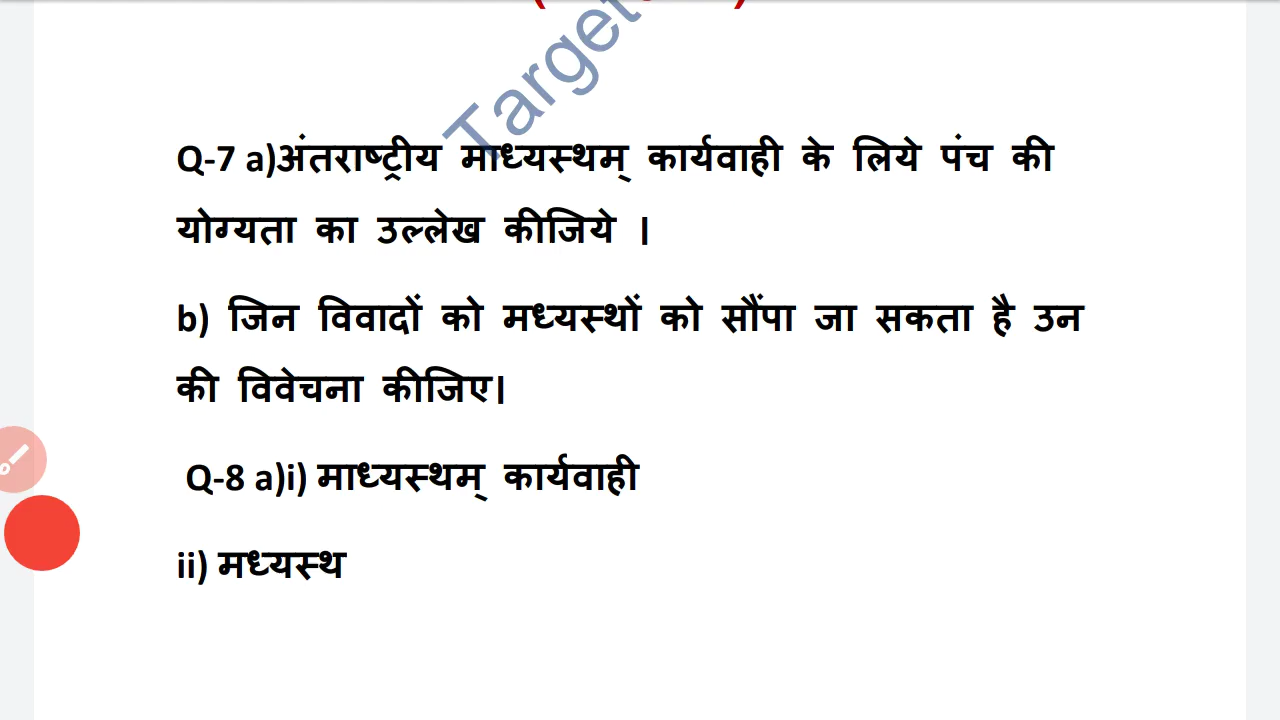 Target
Q-7 a)अंतराष्ट्रीय माध्यस्थम् कार्यवाही के लिये पंच की
योग्यता का उल्लेख कीजिये ।
b) जिन विवादों को मध्यस्थों को सौंपा जा सकता है उन
की विवेचना कीजिए।
Q-8 a)i) माध्यस्थम् कार्यवाही
ii) मध्यस्थ